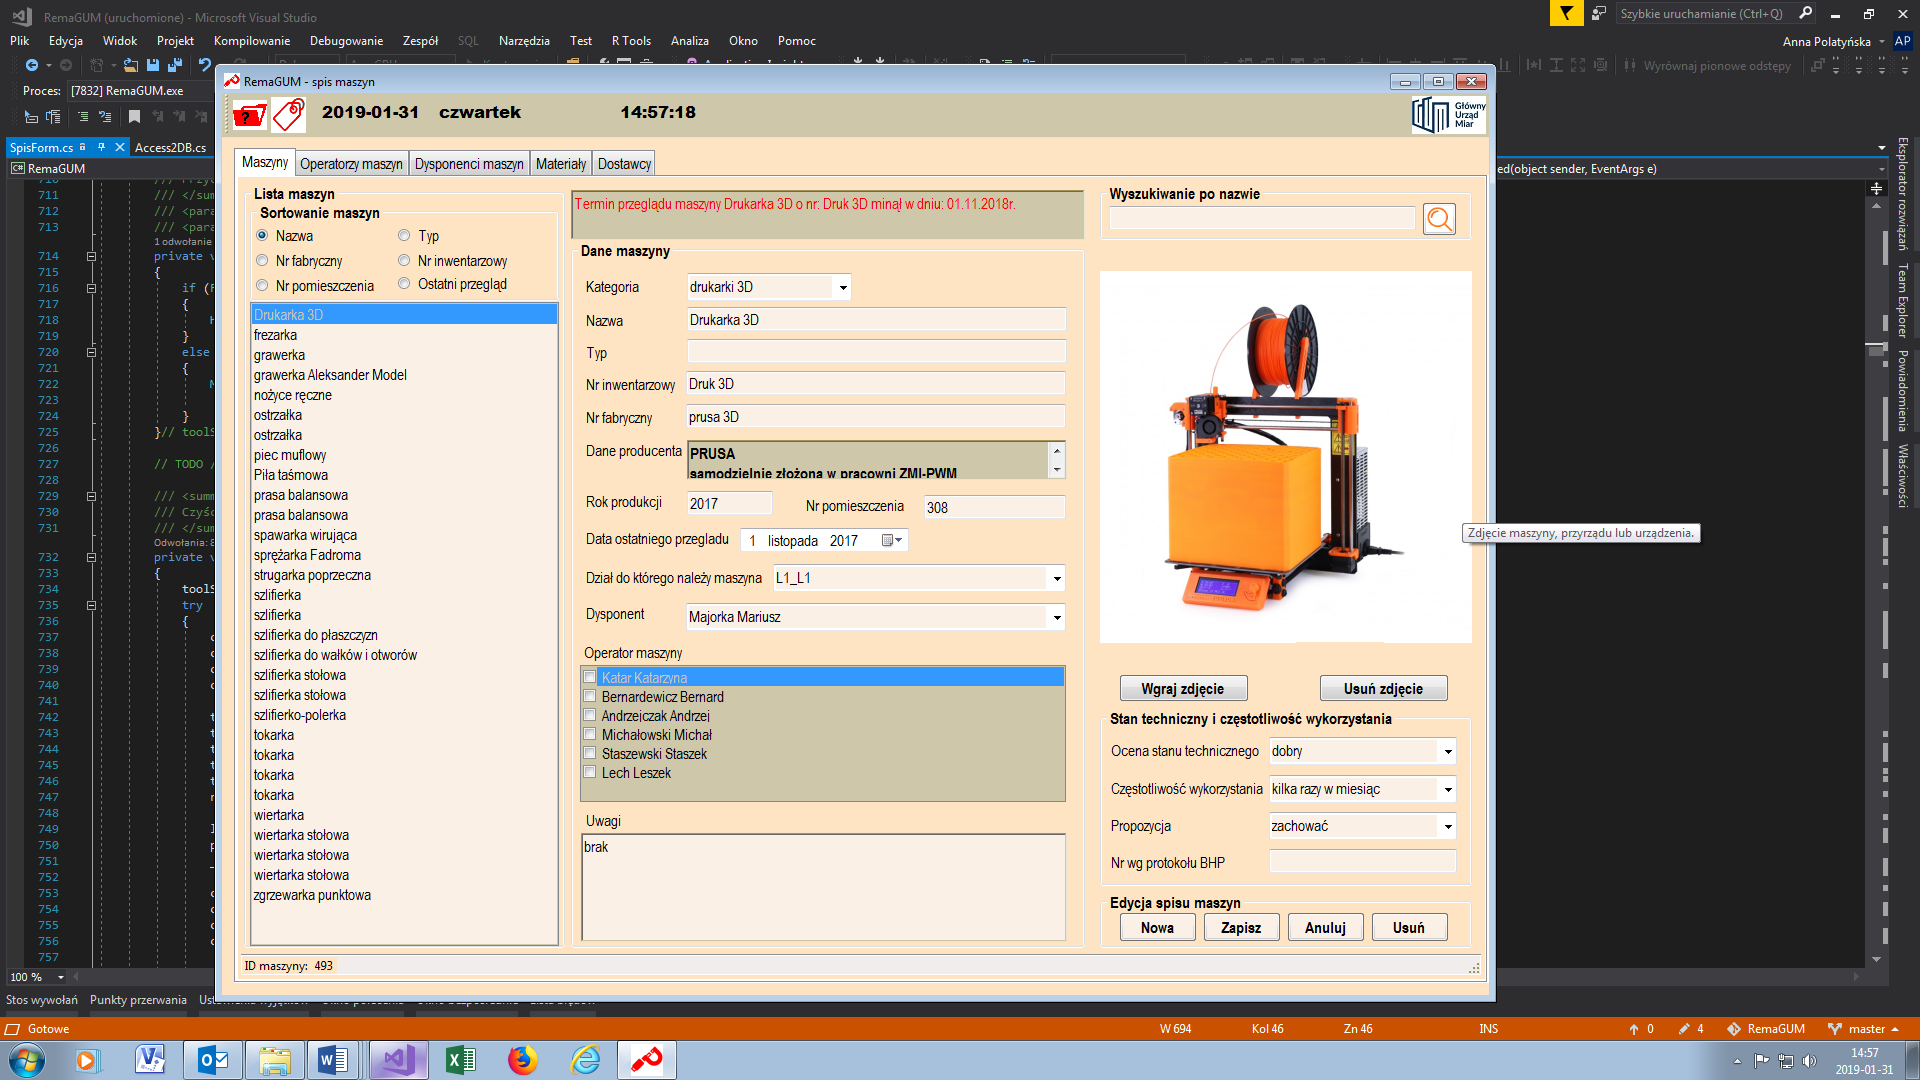 RemaGUM (uruchomione) - Microsoft Visual Studio
Szybkie uruchamianie (Ctrl+Q)
Plik Edycja Widok Projekt Kompilowanie Debugowanie Zespół SQL Narzędzia Test R Tools Analiza Okno Pomoc
Anna Polatyńska AP
Wyrównaj pionowe odstępy
Proces: [7832] RemaGUM.exe
SpisForm.cs Access2DB.cs
RemaGUM
ed(object sender, EventArgs e)
711 /// </sum
712 /// <para
713 /// <para
1 odwołanie
714 private v
715 {
716 if (
717 {
718
719 }
720 else
721 {
722
723
724 }
725 }// tools
726
727 // TODO /
728
729 /// <summ
730 /// Czyść
731 /// </sum
Odwołania:
732 private v
733 {
734 tools
735 try
736 {
737
738
739
740
741
742
743
744
745
746
747
748
749
750
751
752
753
754
755
756
757
100 %
Eksplorator rozwiązań
Team Explorer
Powiadomienia
Właściwości
RemaGUM - spis maszyn
2019-01-31 czwartek 14:57:18
Główny
Urząd
Miar
Maszyny Operatorzy maszyn Dysponenci maszyn Materiały Dostawcy
Lista maszyn
Sortowanie maszyn
Nazwa Typ
Nr fabryczny Nr inwentarzowy
Nr pomieszczenia Ostatni przegląd
Drukarka 3D
frezarka
grawerka
grawerka Aleksander Model
nożyce ręczne
ostrzałka
ostrzałka
piec muflowy
Piła taśmowa
prasa balansowa
prasa balansowa
spawarka wirująca
sprężarka Fadroma
strugarka poprzeczna
szlifierka
szlifierka
szlifierka do płaszczyzn
szlifierka do wałków i otworów
szlifierka stołowa
szlifierka stołowa
szlifierko-polerka
tokarka
tokarka
tokarka
tokarka
wiertarka
wiertarka stołowa
wiertarka stołowa
wiertarka stołowa
zgrzewarka punktowa
Termin przeglądu maszyny Drukarka 3D o nr: Druk 3D minął w dniu: 01.11.2018r.
Dane maszyny
Kategoria drukarki 3D
Nazwa Drukarka 3D
Typ
Nr inwentarzowy Druk 3D
Nr fabryczny prusa 3D
Dane producenta PRUSA
samodzielnie złożona w pracowni ZMI-PWM
Rok produkcji 2017 Nr pomieszczenia 308
Data ostatniego przegladu 1 listopada 2017
Dział do którego należy maszyna L1_L1
Dysponent Majorka Mariusz
Operator maszyny
Katar Katarzyna
Bernardewicz Bernard
Andrzejczak Andrzej
Michałowski Michał
Staszewski Staszek
Lech Leszek
Uwagi
brak
Wyszukiwanie po nazwie
Zdjęcie maszyny, przyrządu lub urządzenia.
Wgraj zdjęcie Usuń zdjęcie
Stan techniczny i częstotliwość wykorzystania
Ocena stanu technicznego dobry
Częstotliwość wykorzystania kilka razy w miesiąc
Propozycja zachować
Nr wg protokołu BHP
Edycja spisu maszyn
Nowa Zapisz Anuluj Usuń
ID maszyny: 493
Stos wywołań Punkty przerwania
Gotowe W 694 Kol 46 Zn 46 INS 0 4 RemaGUM master
14:57
2019-01-31